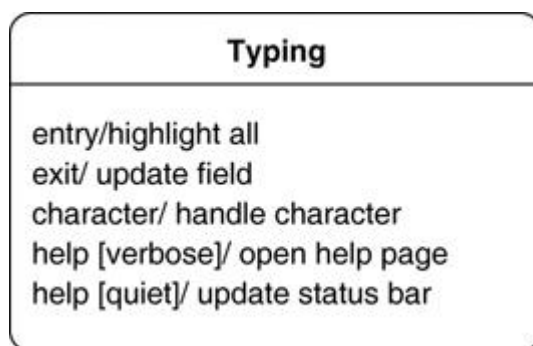 Typing
entry/highlight all
exit/ update field
character/ handle character
help [verbose]/ open help page
help [quiet]/ update status bar